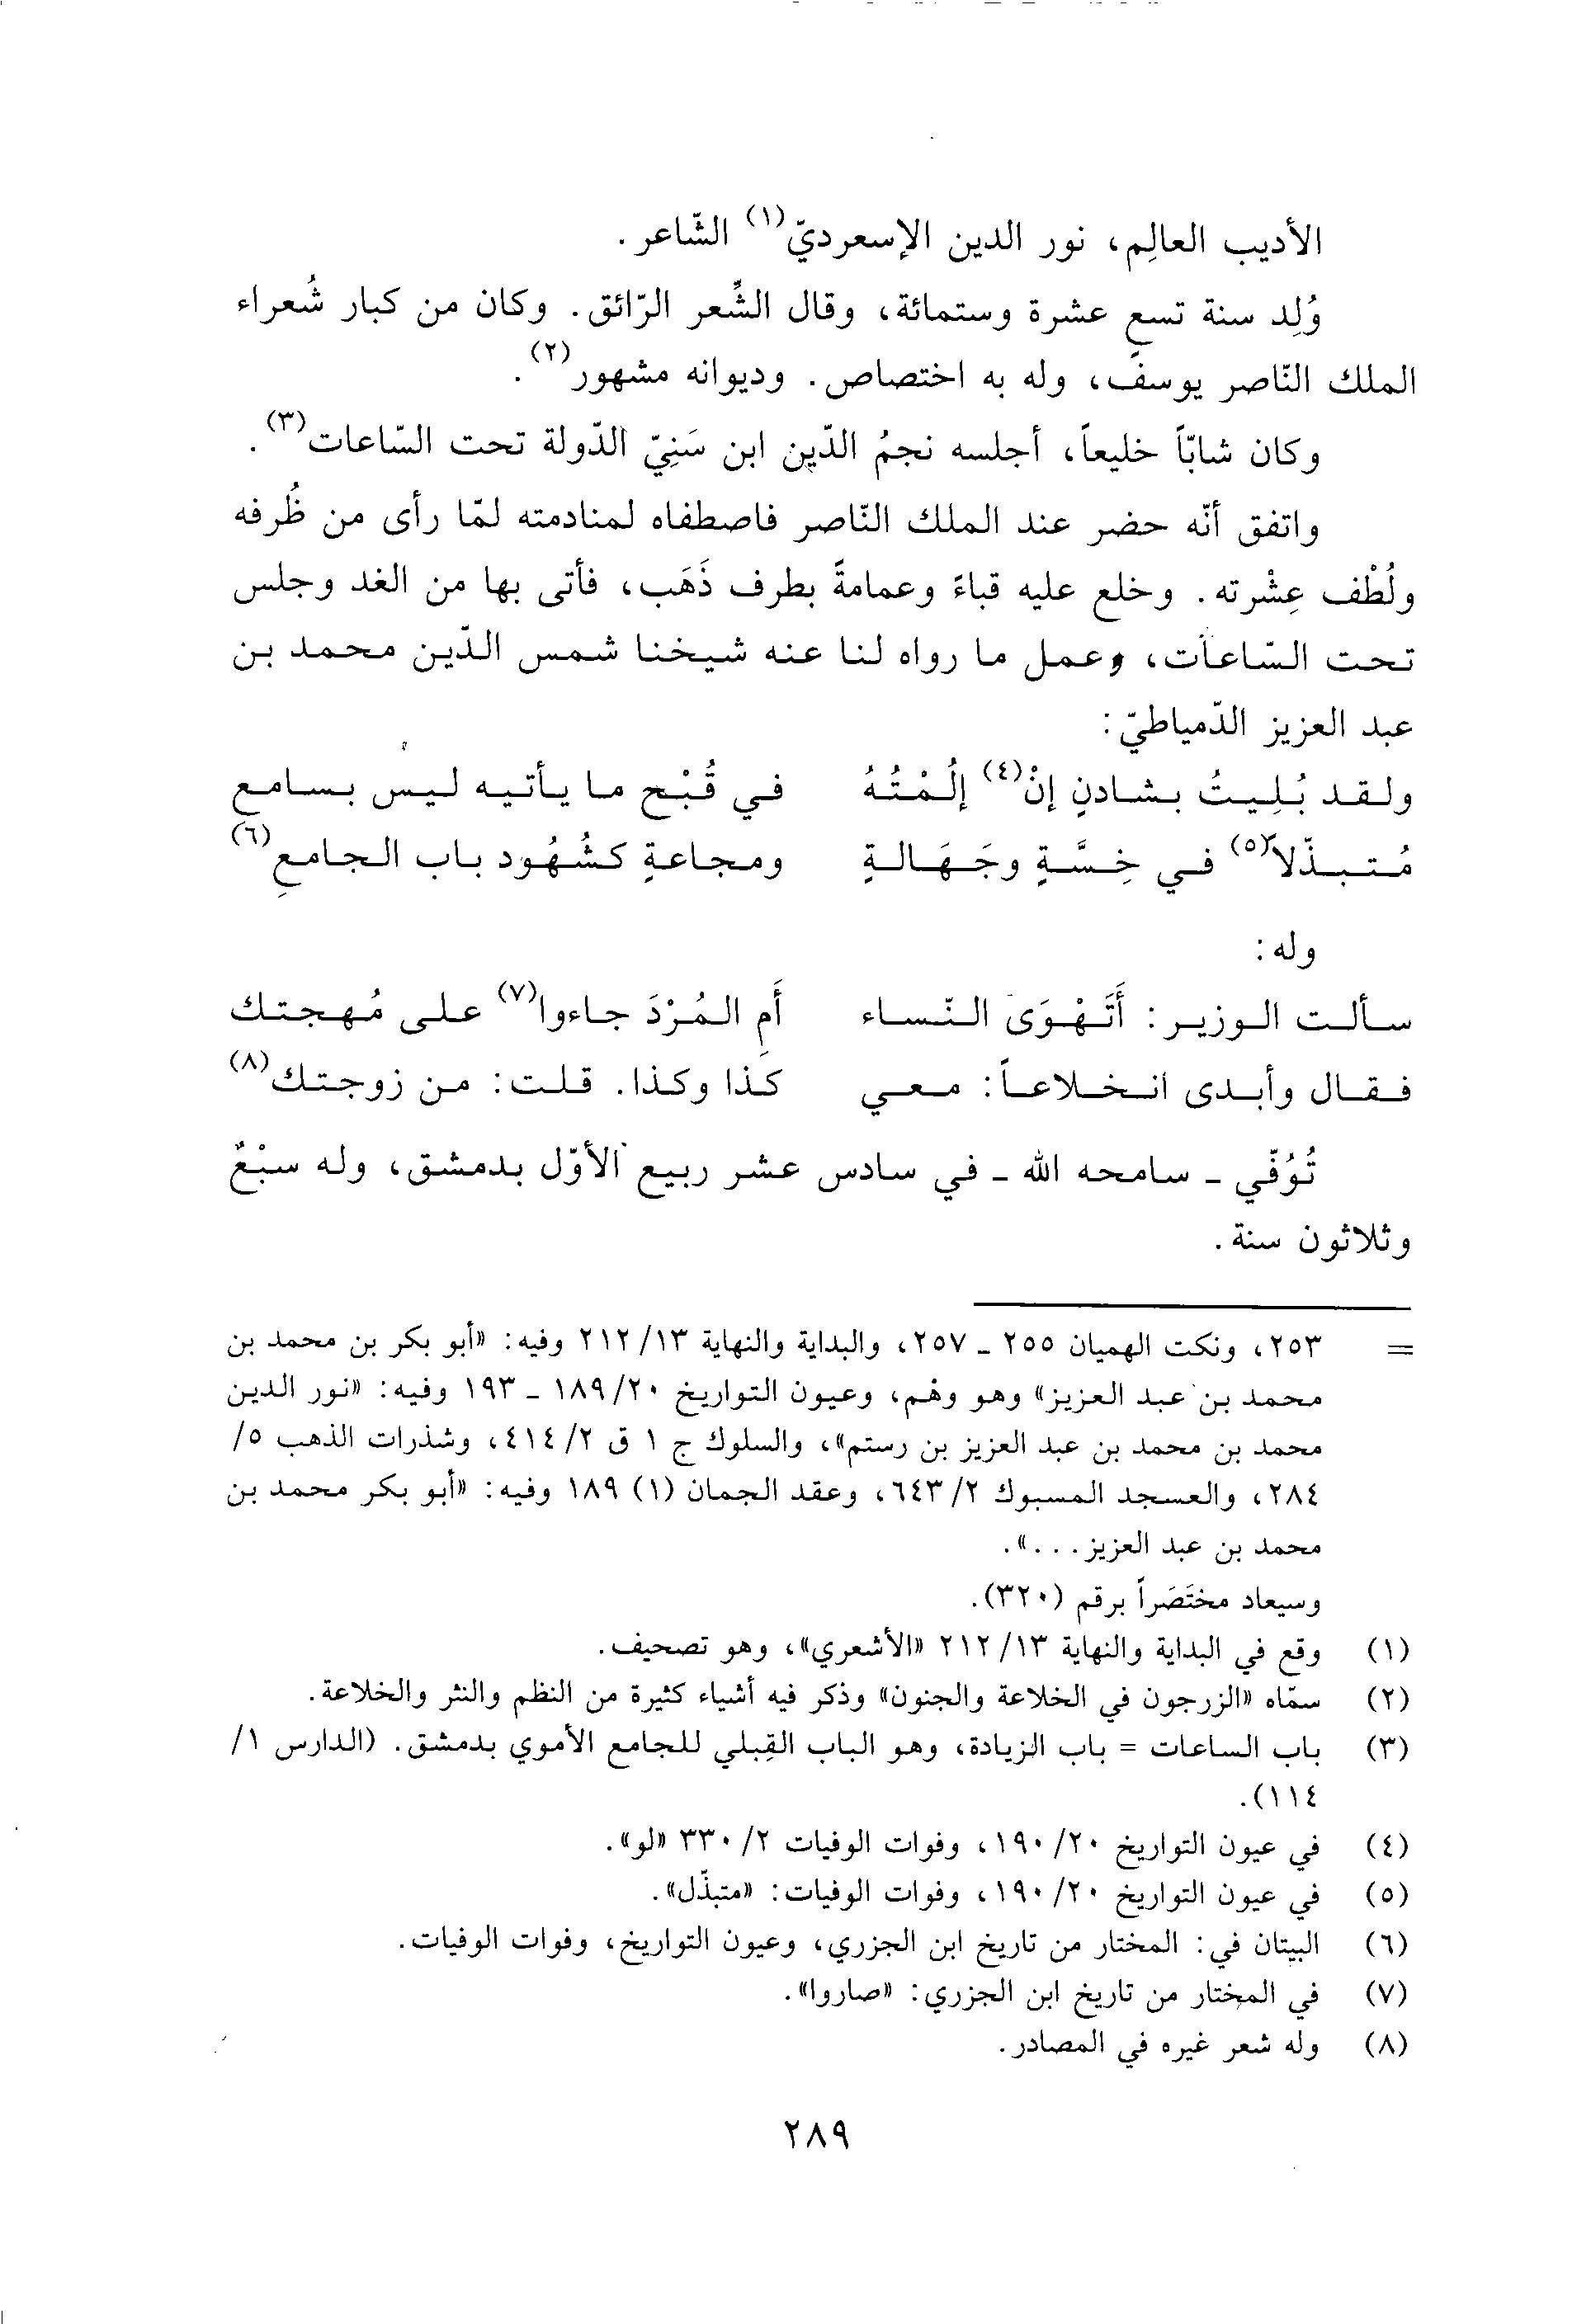 الأديب العالِم، نور الدين الإسعرديّ(١) الشّاعر.
وُلِد سنة تسع عشرة وستمائة، وقال الشِّعر الرّائق. وكان من كبار شُعراء
الملك النّاصر يوسف، وله به اختصاص. وديوانه مشهور(٢).
وكان شابّاً خليعاً، أجلسه نجمُ الدّين ابن سَنِيّ الدّولة تحت السّاعات(٣).
واتفق أنّه حضر عند الملك النّاصر فاصطفاه لمنادمته لمّا رأى من ظُرفه
ولُطْف عِشْرته. وخلع عليه قباءً وعمامةً بطرف ذَهَب، فأتى بها من الغد وجلس
تحت السّاعات، وعمل ما رواه لنا عنه شيخنا شمس الدّين محمد بن
عبد العزيز الدّمياطيّ:
ولقد بُلِيتُ بشادنٍ إنْ(٤) إلُمْتُهُ في قُبْح ما يأتيه ليس بسامع
مُتبذّلاً(٥) في خِسَّةٍ وجَهَالةٍ ومجاعةٍ كشُهُود باب الجامعِ(٦)
وله:
سألت الوزير: أَتَهْوَى النّساء أَمِ المُرْدَ جاءوا(٧) على مُهجتك
فقال وأبدى انخلاعاً: معي كذا وكذا. قلت: من زوجتك(٨)
تُوُفّي - سامحه الله - في سادس عشر ربيع الأوّل بدمشق، وله سبْعٌ
وثلاثون سنة.
= ٢٥٣، ونكت الهميان ٢٥٥ - ٢٥٧، والبداية والنهاية ٢١٢/١٣ وفيه: «أبو بكر بن محمد بن
محمد بن عبد العزيز» وهو وهْم، وعيون التواريخ ١٨٩/٢٠ - ١٩٣ وفيه: «نور الدين
محمد بن محمد بن عبد العزيز بن رستم»، والسلوك ج ١ ق ٤١٤/٢، وشذرات الذهب ٥/
٢٨٤، والعسجد المسبوك ٦٤٣/٢، وعقد الجمان (١) ١٨٩ وفيه: «أبو بكر محمد بن
محمد بن عبد العزيز...».
وسيعاد مختَصَراً برقم (٣٢٠).
(١) وقع في البداية والنهاية ٢١٢/١٣ «الأشعري»، وهو تصحيف.
(٢) سمّاه «الزرجون في الخلاعة والجنون» وذكر فيه أشياء كثيرة من النظم والنثر والخلاعة.
(٣) باب الساعات = باب الزيادة، وهو الباب القِبلي للجامع الأموي بدمشق. (الدارس ١/
١١٤).
(٤) في عيون التواريخ ١٩٠/٢٠، وفوات الوفيات ٣٣٠/٢ «لو».
(٥) في عيون التواريخ ١٩٠/٢٠، وفوات الوفيات: «متبذّل».
(٦) البيتان في: المختار من تاريخ ابن الجزري، وعيون التواريخ، وفوات الوفيات.
(٧) في المختار من تاريخ ابن الجزري: «صاروا».
(٨) وله شعر غيره في المصادر.
٢٨٩